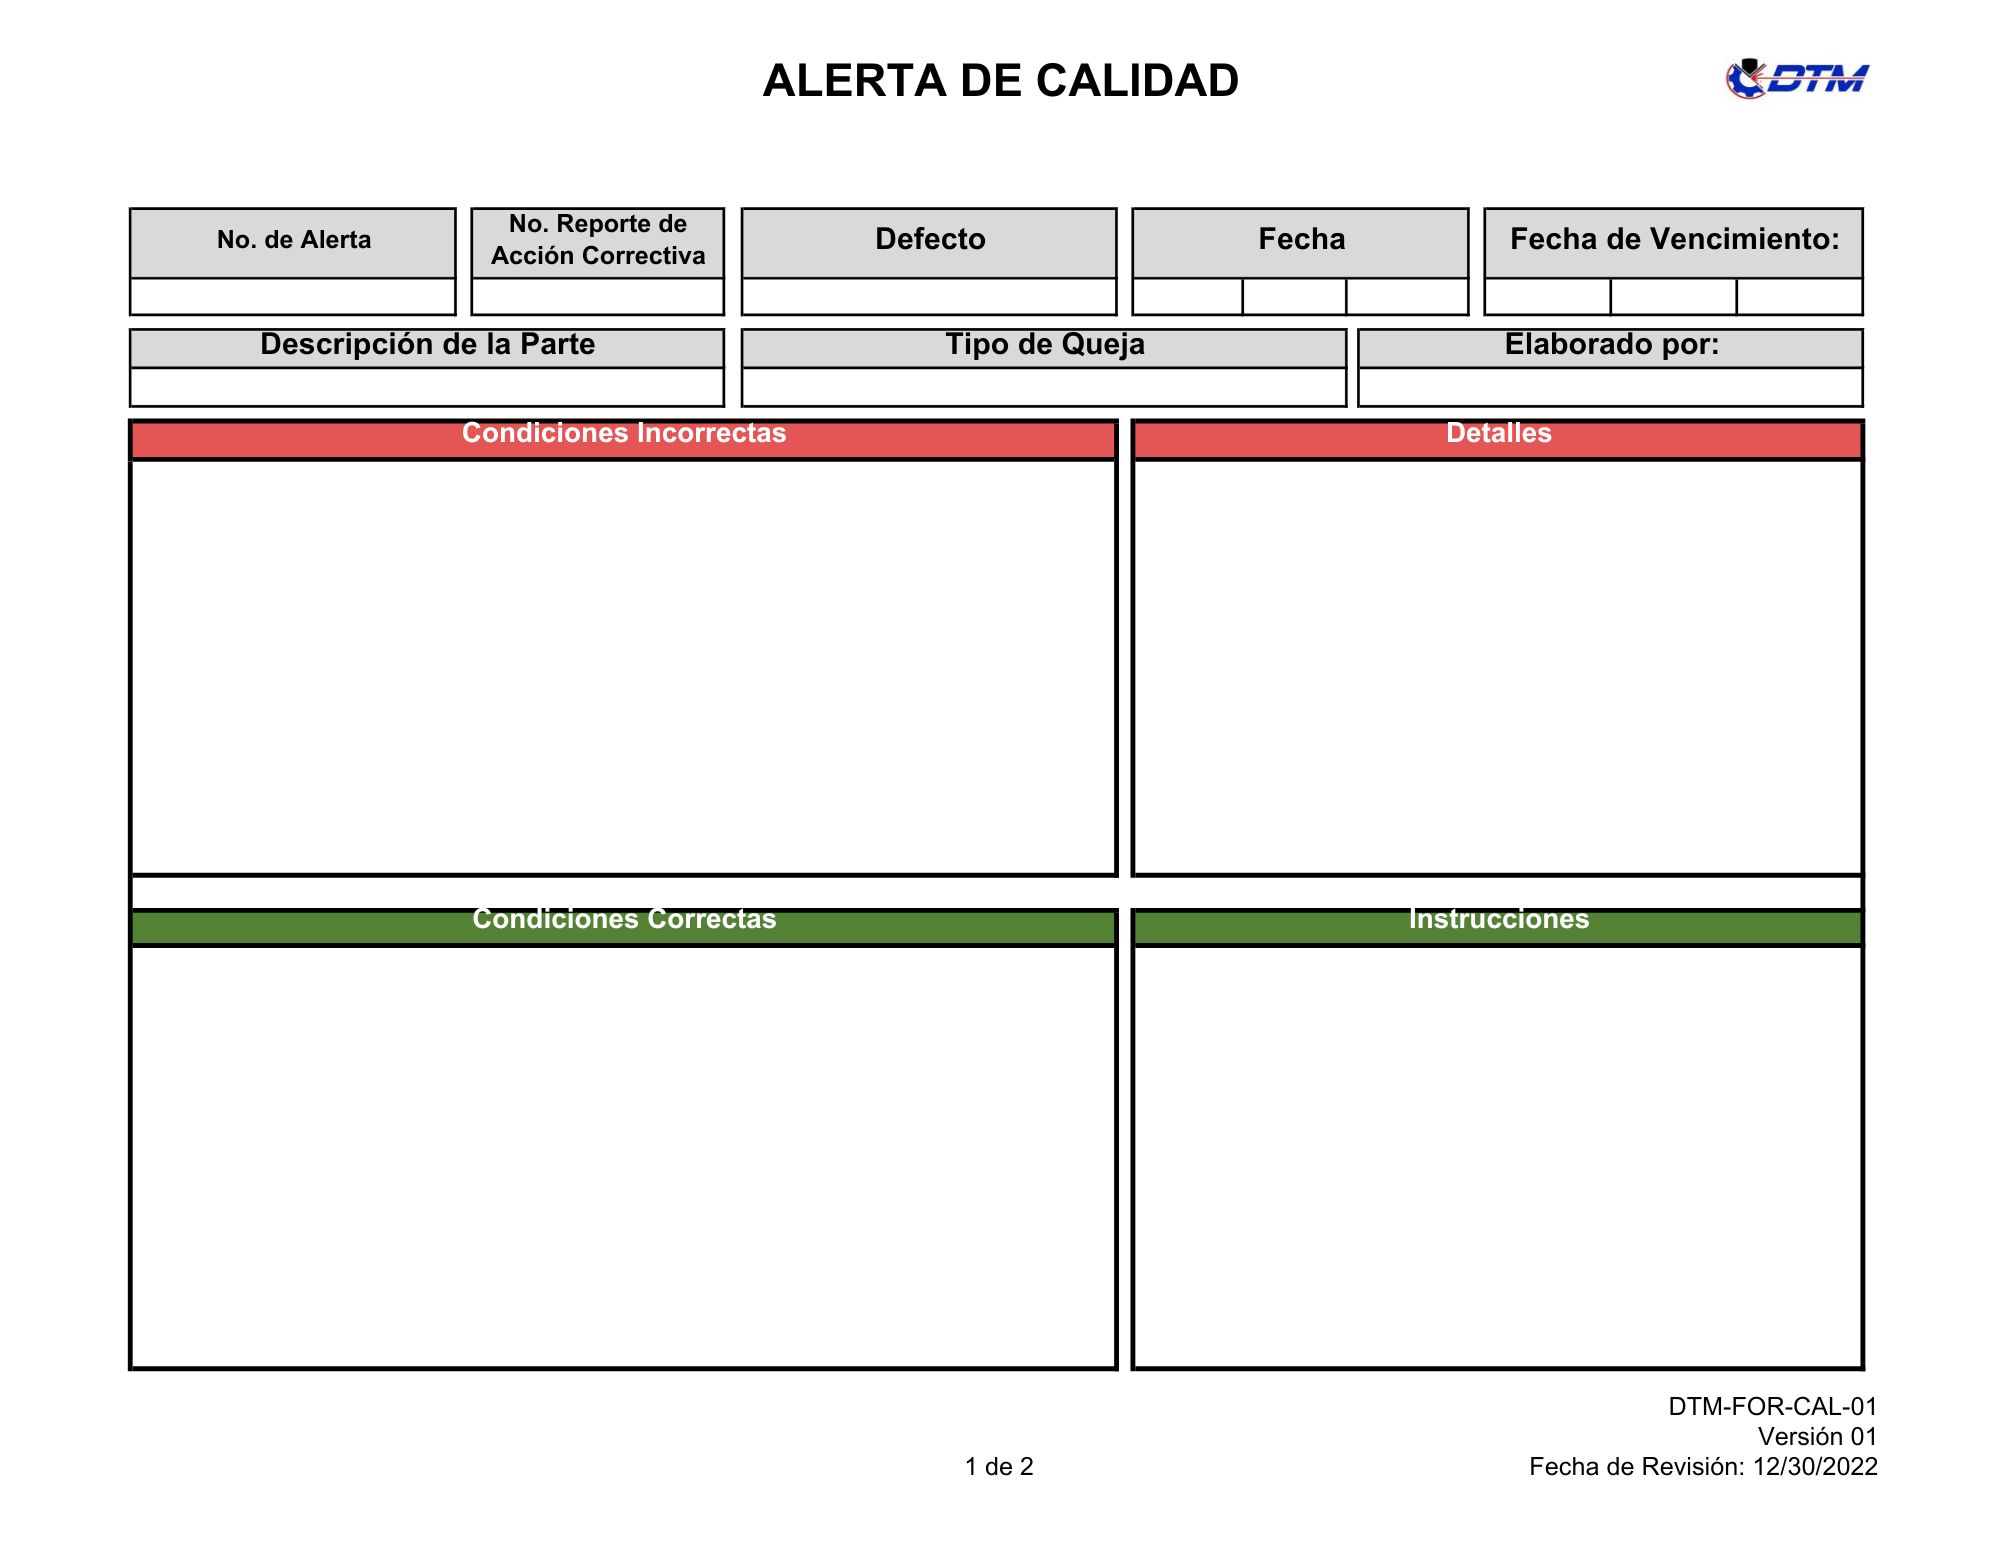 ALERTA DE CALIDAD
DTM
No. de Alerta
No. Reporte de
Acción Correctiva
Defecto
Fecha
Fecha de Vencimiento:
Descripción de la Parte
Tipo de Queja
Elaborado por:
Condiciones Incorrectas
Detalles
Condiciones Correctas
Instrucciones
DTM-FOR-CAL-01
Versión 01
1 de 2
Fecha de Revisión: 12/30/2022